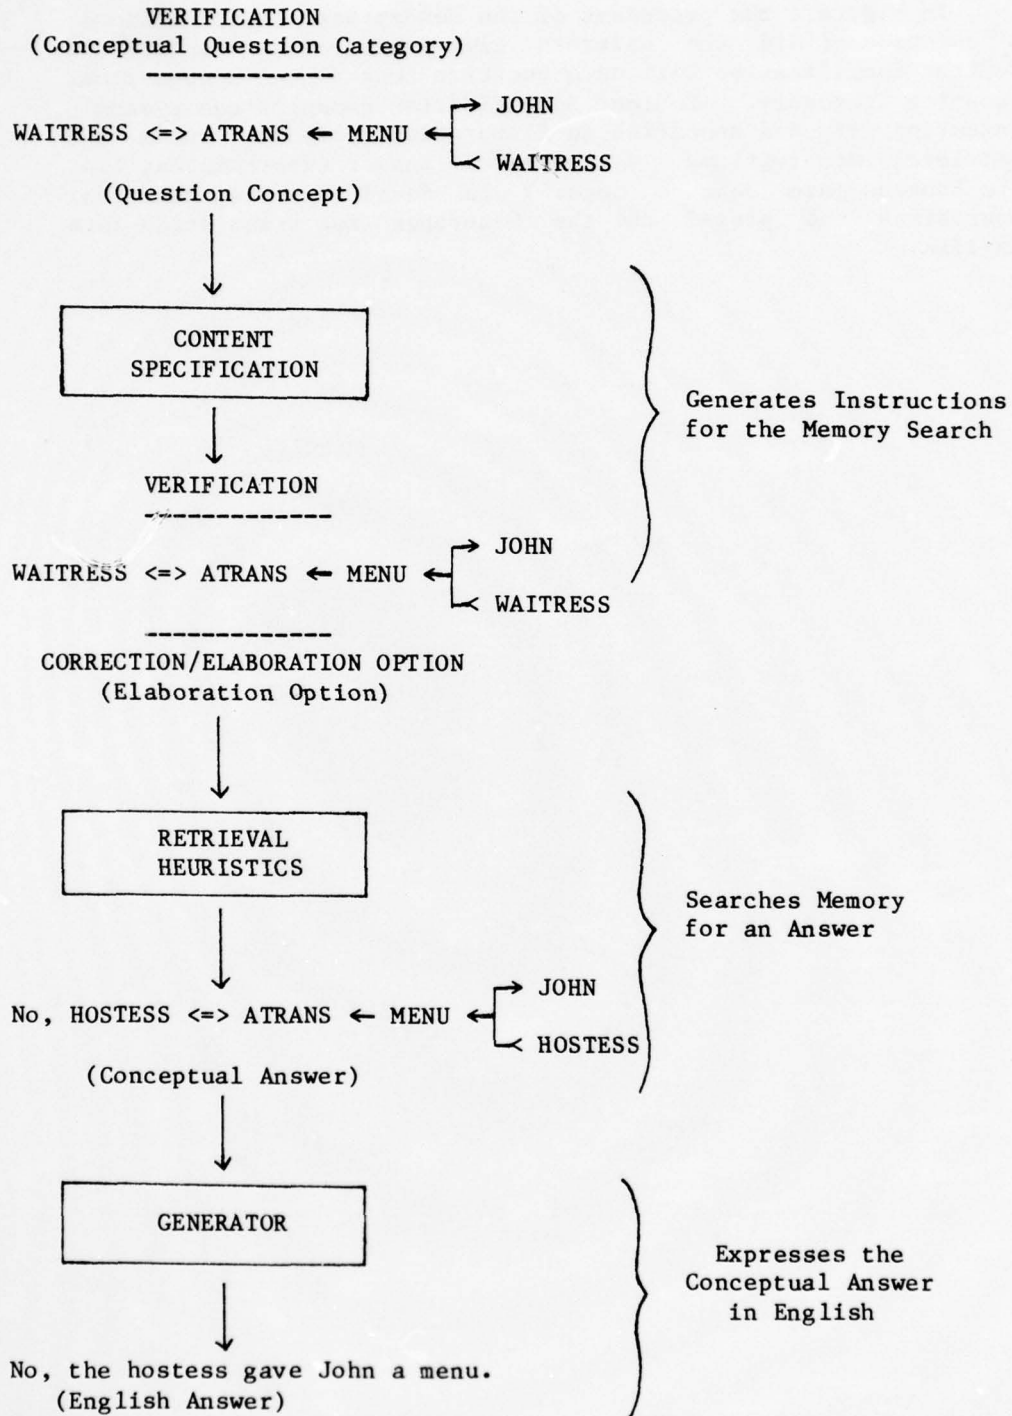 VERIFICATION
(Conceptual Question Category)
-------------
JOHN
WAITRESS <=> ATRANS ← MENU ←
WAITRESS
(Question Concept)
CONTENT
SPECIFICATION
Generates Instructions
for the Memory Search
VERIFICATION
-------------
JOHN
WAITRESS <=> ATRANS ← MENU ←
WAITRESS
-------------
CORRECTION/ELABORATION OPTION
(Elaboration Option)
RETRIEVAL
HEURISTICS
Searches Memory
for an Answer
JOHN
No, HOSTESS <=> ATRANS ← MENU ←
HOSTESS
(Conceptual Answer)
GENERATOR
Expresses the
Conceptual Answer
in English
No, the hostess gave John a menu.
(English Answer)